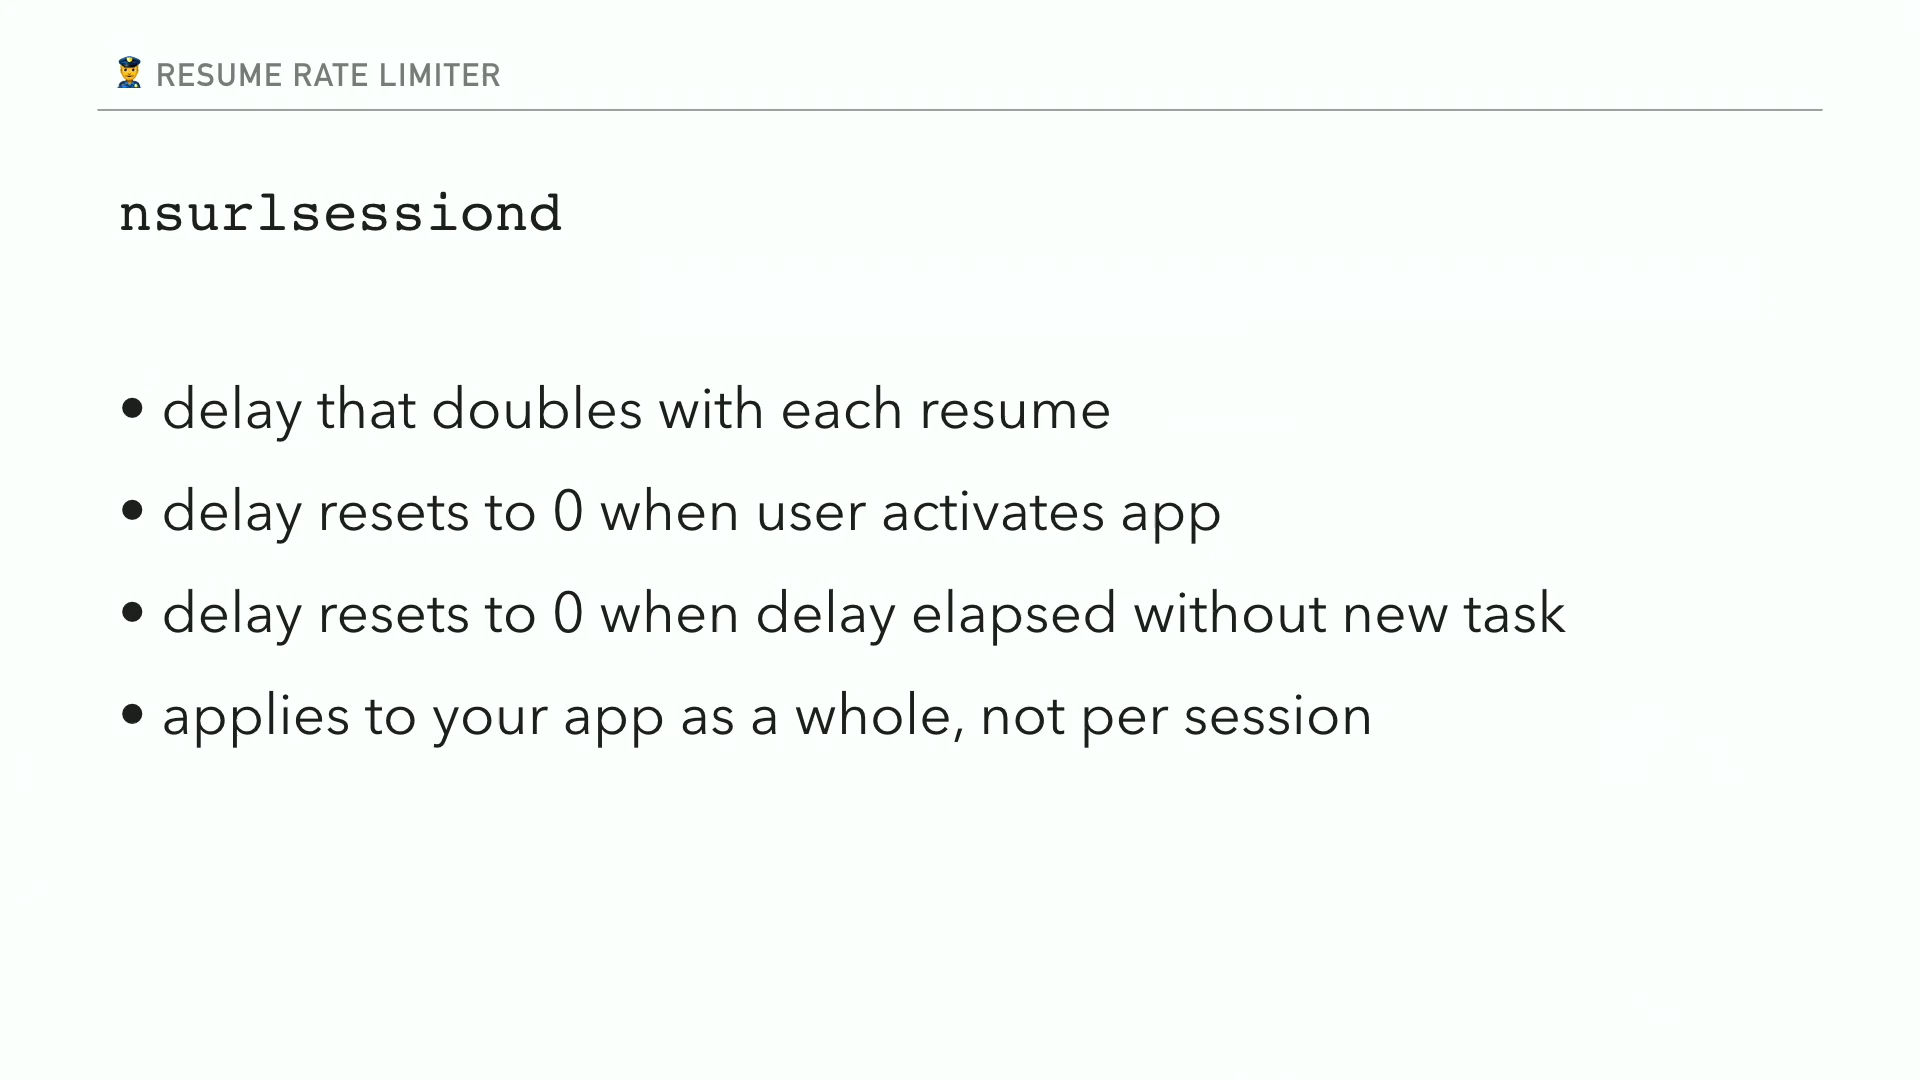 👮 RESUME RATE LIMITER
nsurlsessiond
• delay that doubles with each resume
• delay resets to 0 when user activates app
• delay resets to 0 when delay elapsed without new task
• applies to your app as a whole, not per session